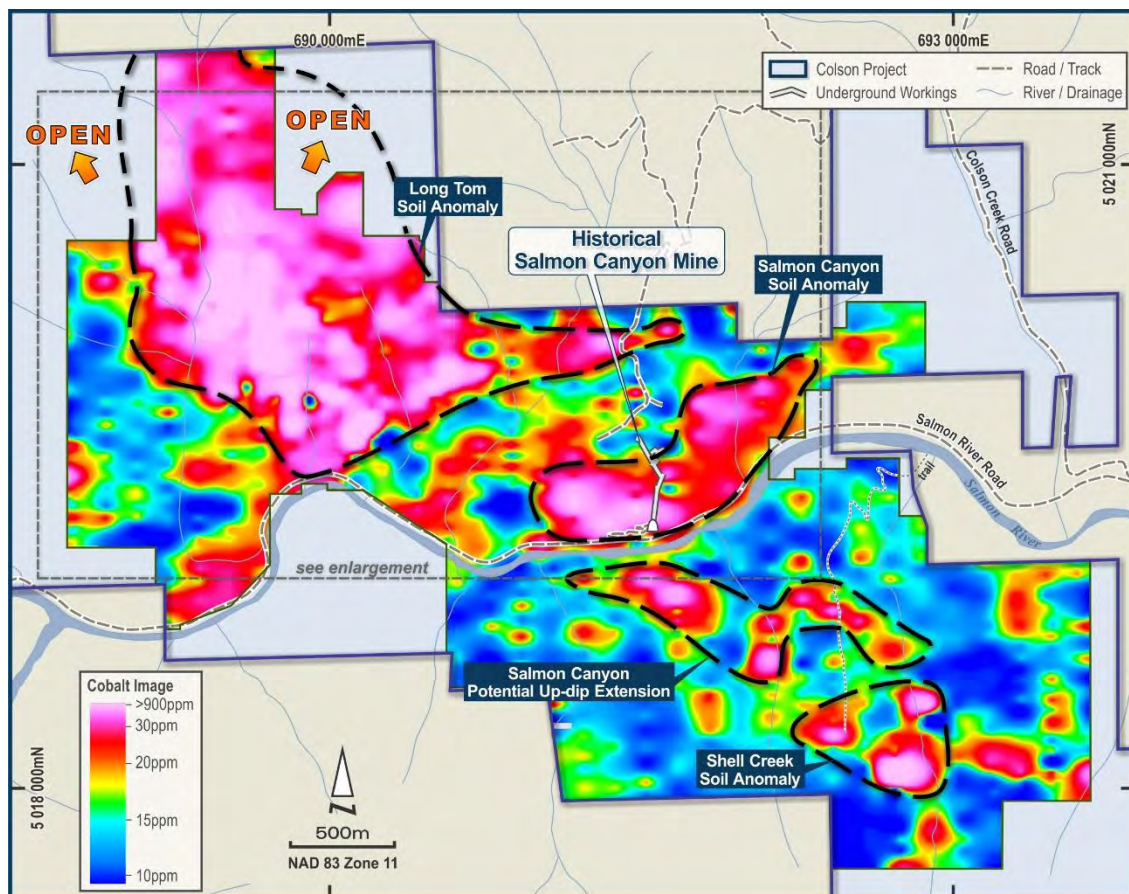 690 000mE
693 000mE
Colson Project
Road / Track
Underground Workings
River / Drainage
OPEN
OPEN
5 021 000mN
Colson Creek Road
Long Tom
Soil Anomaly
Historical
Salmon Canyon Mine
Salmon Canyon
Soil Anomaly
Salmon River Road
trail
Salmon River
see enlargement
Salmon Canyon
Potential Up-dip Extension
Shell Creek
Soil Anomaly
Cobalt Image
>900ppm
30ppm
20ppm
15ppm
10ppm
5 018 000mN
N
500m
NAD 83 Zone 11